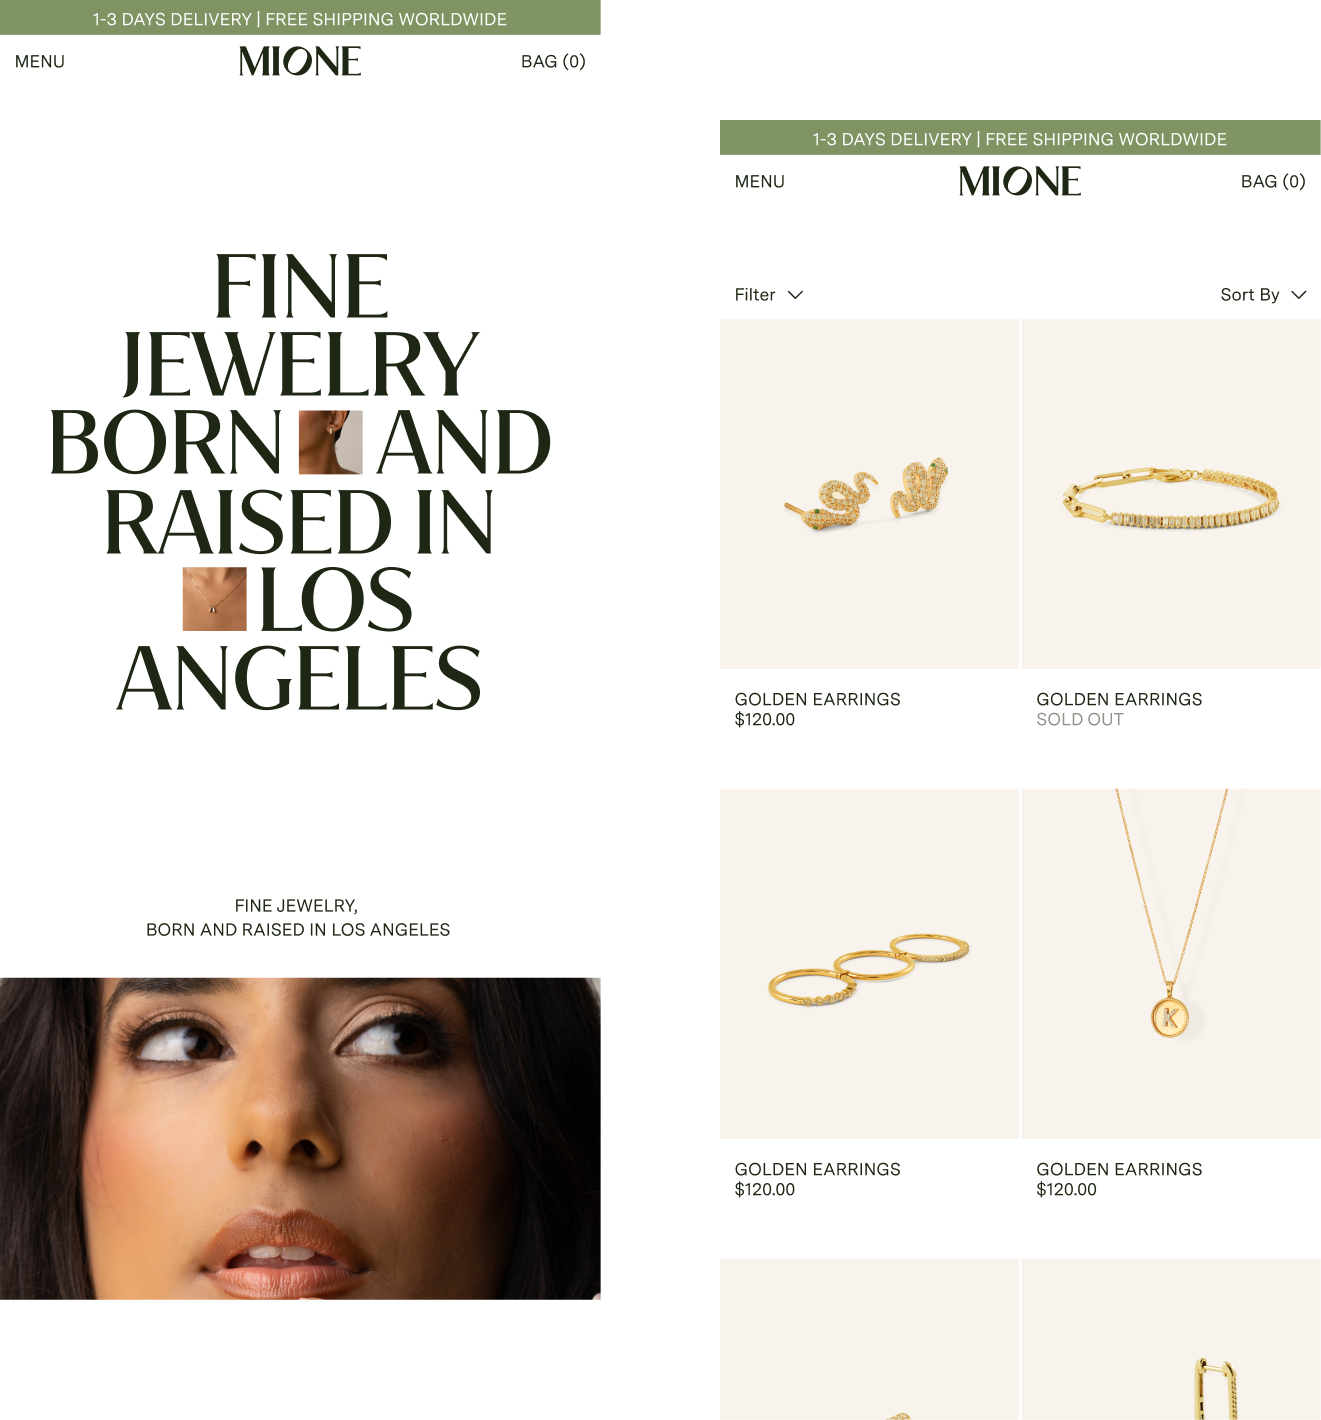 1-3 DAYS DELIVERY | FREE SHIPPING WORLDWIDE
MENU
MIONE
BAG (0)
FINE
JEWELRY
BORN AND
RAISED IN
LOS
ANGELES
FINE JEWELRY,
BORN AND RAISED IN LOS ANGELES
1-3 DAYS DELIVERY | FREE SHIPPING WORLDWIDE
MENU
MIONE
BAG (0)
Filter
Sort By
GOLDEN EARRINGS
$120.00
GOLDEN EARRINGS
SOLD OUT
K
GOLDEN EARRINGS
$120.00
GOLDEN EARRINGS
$120.00